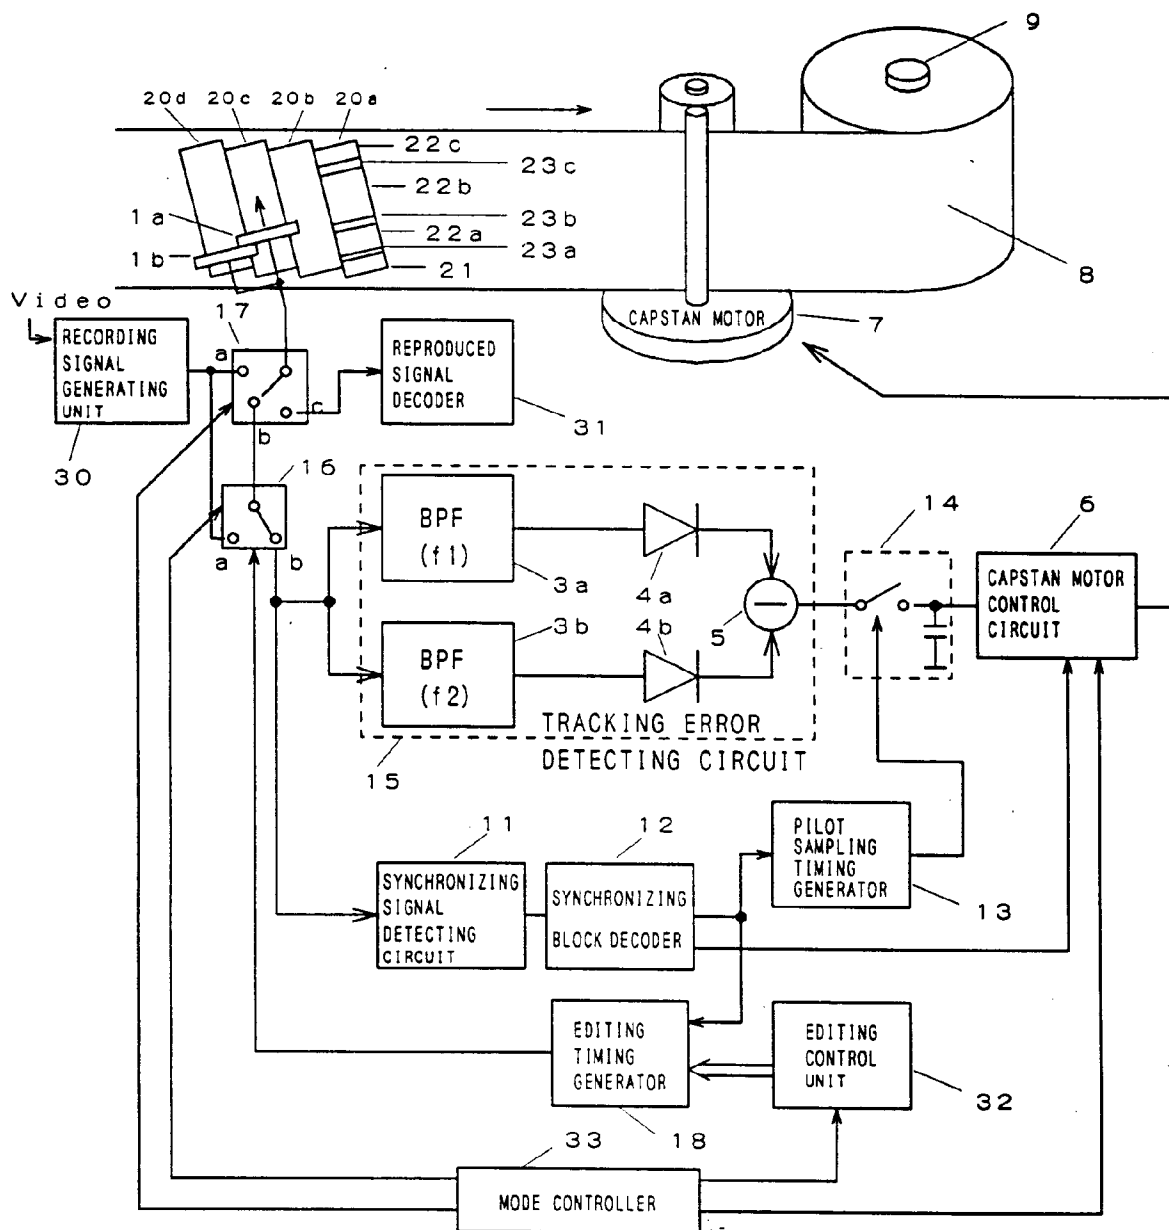 9
20d 20c 20b 20a
22c
23c
22b
1a
23b
22a
23a
1b
21
8
Video
17
CAPSTAN MOTOR
7
RECORDING
SIGNAL
GENERATING
UNIT
a
REPRODUCED
SIGNAL
DECODER
c
30
b
31
16
14
6
BPF
(f1)
a
b
3a
4a
CAPSTAN MOTOR
CONTROL
CIRCUIT
3b
4b
5
BPF
(f2)
TRACKING ERROR
DETECTING CIRCUIT
15
11
12
PILOT
SAMPLING
TIMING
GENERATOR
SYNCHRONIZING
SIGNAL
DETECTING
CIRCUIT
SYNCHRONIZING
BLOCK DECODER
13
EDITING
TIMING
GENERATOR
EDITING
CONTROL
UNIT
32
33
18
MODE CONTROLLER